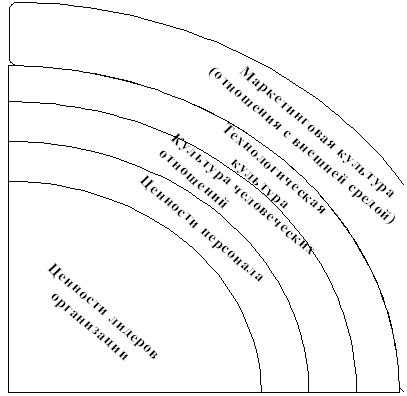 Маркетинговая культура
(отношения с внешней средой)
Технологическая
культура
Культура человеческих
отношений
Ценности персонала
Ценности лидеров
организации